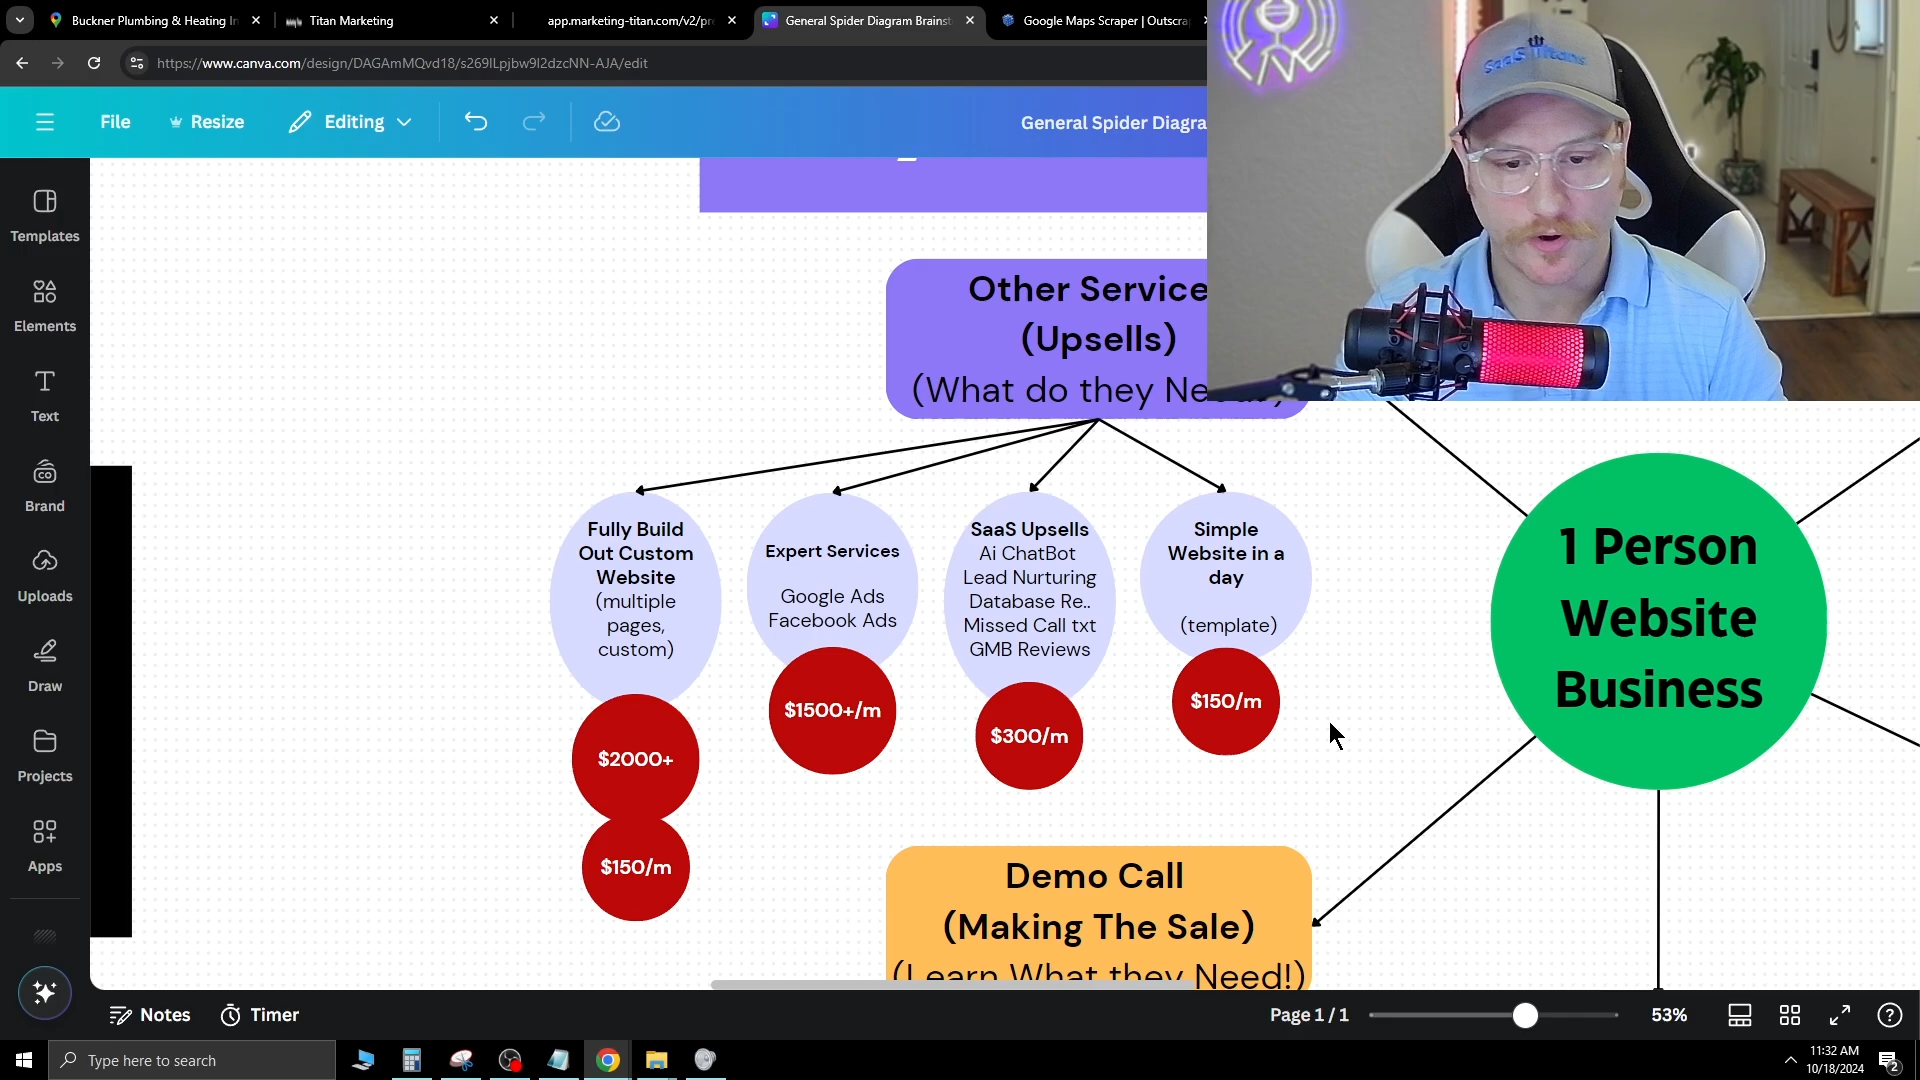 Buckner Plumbing & Heating In
Titan Marketing
app.marketing-titan.com/v2/pr
General Spider Diagram Brainst
Google Maps Scraper | Outscra
https://www.canva.com/design/DAGAmMQvd18/s269lLpjbw9l2dzcNN-AJA/edit
File
Resize
Editing
General Spider Diagra
SaaS Titans
Templates
Elements
Text
Brand
Uploads
Draw
Projects
Apps
Other Service
(Upsells)
(What do they Need?)
Fully Build
Out Custom
Website
(multiple
pages,
custom)
$2000+
$150/m
Expert Services
Google Ads
Facebook Ads
$1500+/m
SaaS Upsells
Ai ChatBot
Lead Nurturing
Database Re..
Missed Call txt
GMB Reviews
$300/m
Simple
Website in a
day
(template)
$150/m
1 Person
Website
Business
Demo Call
(Making The Sale)
(Learn What they Need!)
Notes
Timer
Page 1 / 1
53%
Type here to search
11:32 AM
10/18/2024
2